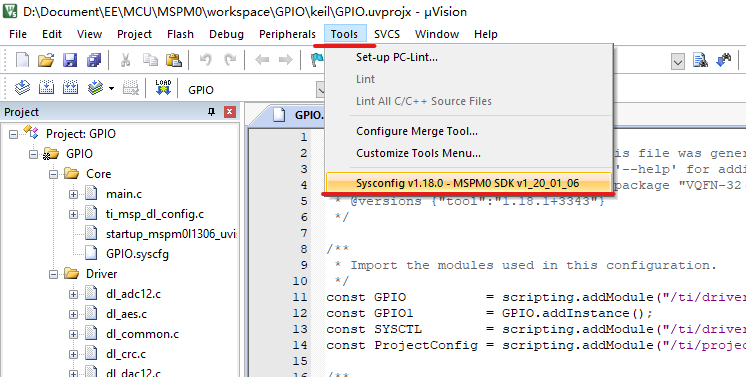 D:\Document\EE\MCU\MSPM0\workspace\GPIO\keil\GPIO.uvprojx - µVision
File Edit View Project Flash Debug Peripherals Tools SVCS Window Help
LOAD GPIO
Project
Project: GPIO
GPIO
Core
main.c
ti_msp_dl_config.c
startup_mspm0l1306_uvi
GPIO.syscfg
Driver
dl_adc12.c
dl_aes.c
dl_common.c
dl_crc.c
dl_dac12.c
Set-up PC-Lint...
Lint
Lint All C/C++ Source Files
Configure Merge Tool...
Customize Tools Menu...
Sysconfig v1.18.0 - MSPM0 SDK v1_20_01_06
GPIO.
1
2 is file was gener
3 '--help' for addi
4 package "VQFN-32
5 * @versions {"tool":"1.18.1+3343"}
6 */
7
8 /**
9 * Import the modules used in this configuration.
10 */
11 const GPIO = scripting.addModule("/ti/driver
12 const GPIO1 = GPIO.addInstance();
13 const SYSCTL = scripting.addModule("/ti/driver
14 const ProjectConfig = scripting.addModule("/ti/projec
15
16 /**